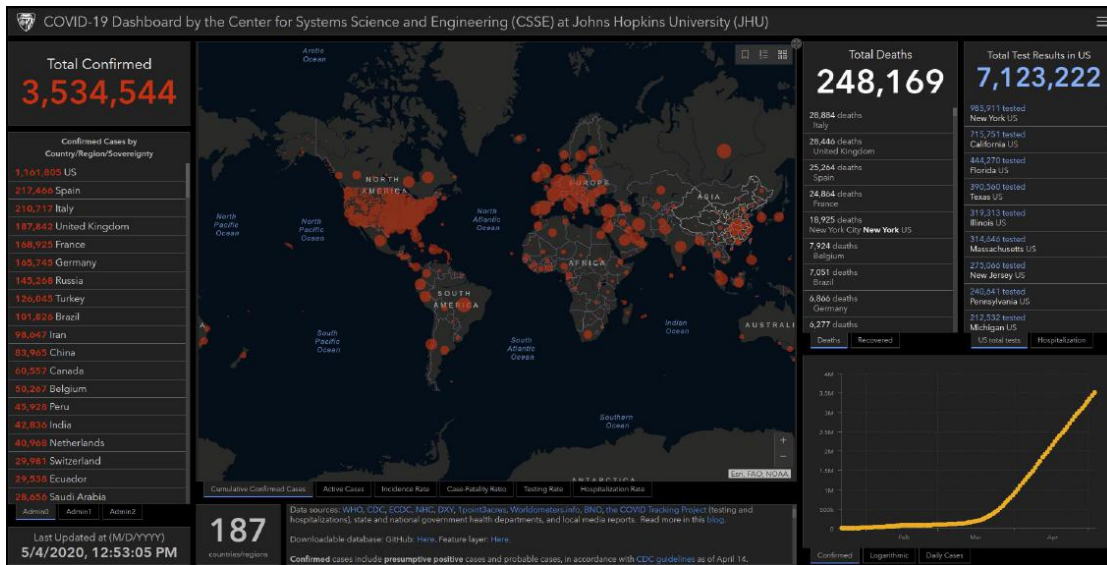 COVID-19 Dashboard by the Center for Systems Science and Engineering (CSSE) at Johns Hopkins University (JHU)
Total Confirmed
3,534,544
Confirmed Cases by
Country/Region/Sovereignty
1,161,805 US
217,466 Spain
210,717 Italy
187,842 United Kingdom
168,925 France
165,745 Germany
145,268 Russia
126,045 Turkey
101,826 Brazil
98,647 Iran
83,965 China
60,557 Canada
50,267 Belgium
45,928 Peru
42,836 India
40,968 Netherlands
29,981 Switzerland
29,538 Ecuador
28,656 Saudi Arabia
Admin0 Admin1 Admin2
Last Updated at (M/D/YYYY)
5/4/2020, 12:53:05 PM
Arctic
Ocean
NORTH
AMERICA
EUROPE
ASIA
North
Pacific
Ocean
North
Pacific
Ocean
North
Atlantic
Ocean
AFRICA
SOUTH
AMERICA
Indian
Ocean
AUSTRALI
South
Pacific
Ocean
South
Atlantic
Ocean
Southern
Ocean
ANTARCTICA
+
−
Esri, FAO, NOAA
Cumulative Confirmed Cases Active Cases Incidence Rate Case-Fatality Ratio Testing Rate Hospitalization Rate
187
countries/regions
Data sources: WHO, CDC, ECDC, NHC, DXY, 1point3acres, Worldometers.info, BNO, the COVID Tracking Project (testing and
hospitalizations), state and national government health departments, and local media reports. Read more in this blog.
Downloadable database: GitHub: Here. Feature layer: Here.
Confirmed cases include presumptive positive cases and probable cases, in accordance with CDC guidelines as of April 14.
Total Deaths
248,169
28,884 deaths
Italy
28,446 deaths
United Kingdom
25,264 deaths
Spain
24,864 deaths
France
18,925 deaths
New York City New York US
7,924 deaths
Belgium
7,051 deaths
Brazil
6,866 deaths
Germany
6,277 deaths
Deaths Recovered
Total Test Results in US
7,123,222
985,911 tested
New York US
715,751 tested
California US
444,270 tested
Florida US
390,560 tested
Texas US
319,313 tested
Illinois US
314,646 tested
Massachusetts US
275,066 tested
New Jersey US
240,641 tested
Pennsylvania US
212,532 tested
Michigan US
US total tests Hospitalization
4M
3.5M
3M
2.5M
2M
1.5M
1M
500k
0
Feb Mar Apr
Confirmed Logarithmic Daily Cases